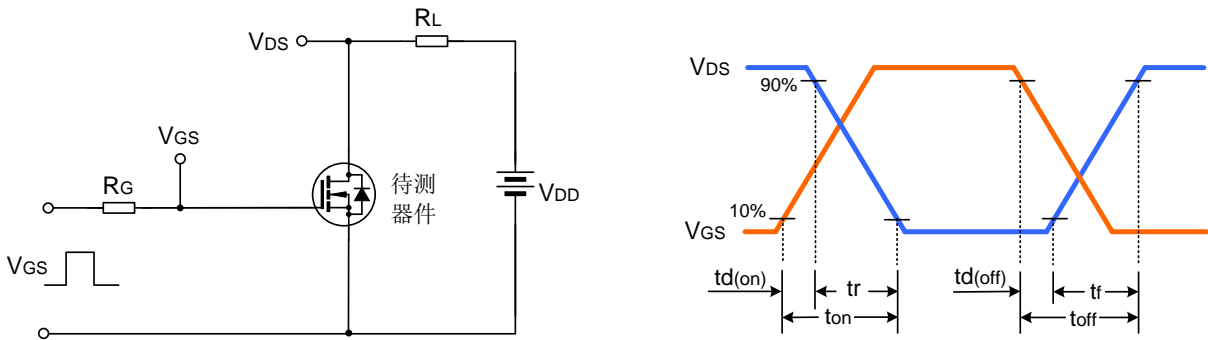 RL
VDS
VGS
RG
待测
器件
VDD
VGS
VDS
90%
10%
VGS
td(on)
tr
ton
td(off)
tf
toff